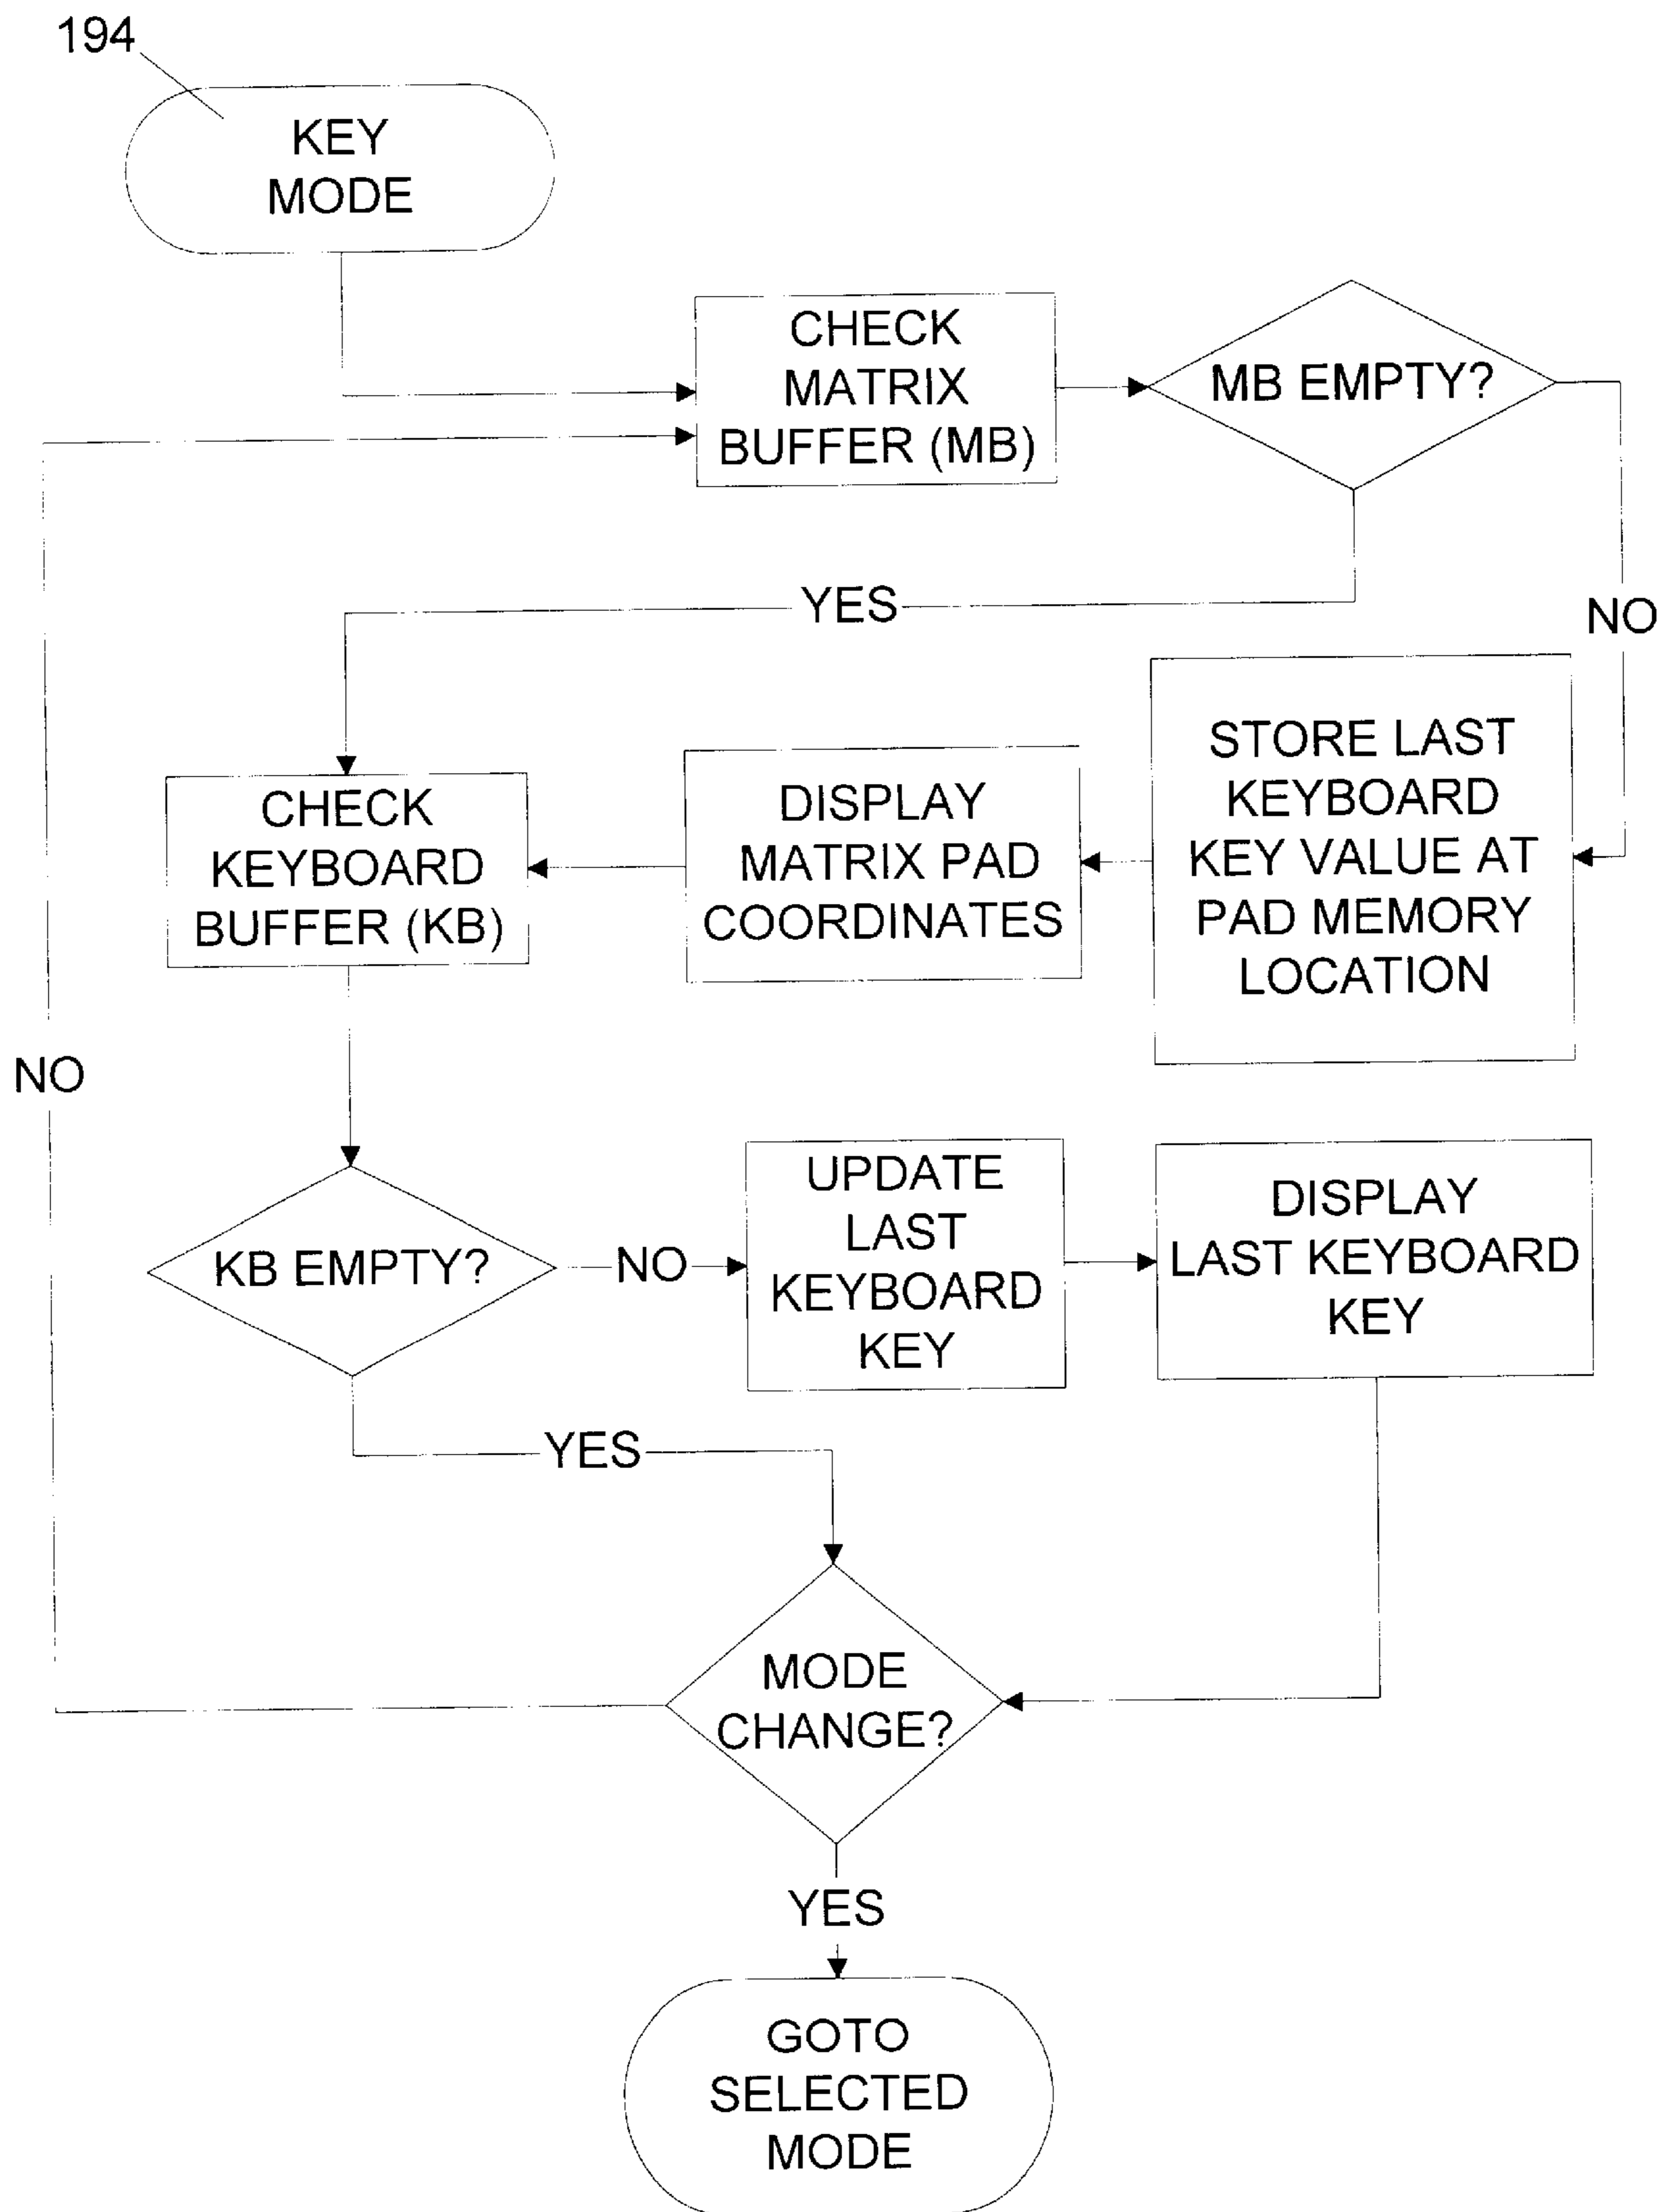 194
KEY
MODE
CHECK
MATRIX
BUFFER (MB)
MB EMPTY?
YES
NO
STORE LAST
KEYBOARD
KEY VALUE AT
PAD MEMORY
LOCATION
DISPLAY
MATRIX PAD
COORDINATES
CHECK
KEYBOARD
BUFFER (KB)
NO
KB EMPTY?
NO
UPDATE
LAST
KEYBOARD
KEY
DISPLAY
LAST KEYBOARD
KEY
YES
MODE
CHANGE?
YES
GOTO
SELECTED
MODE